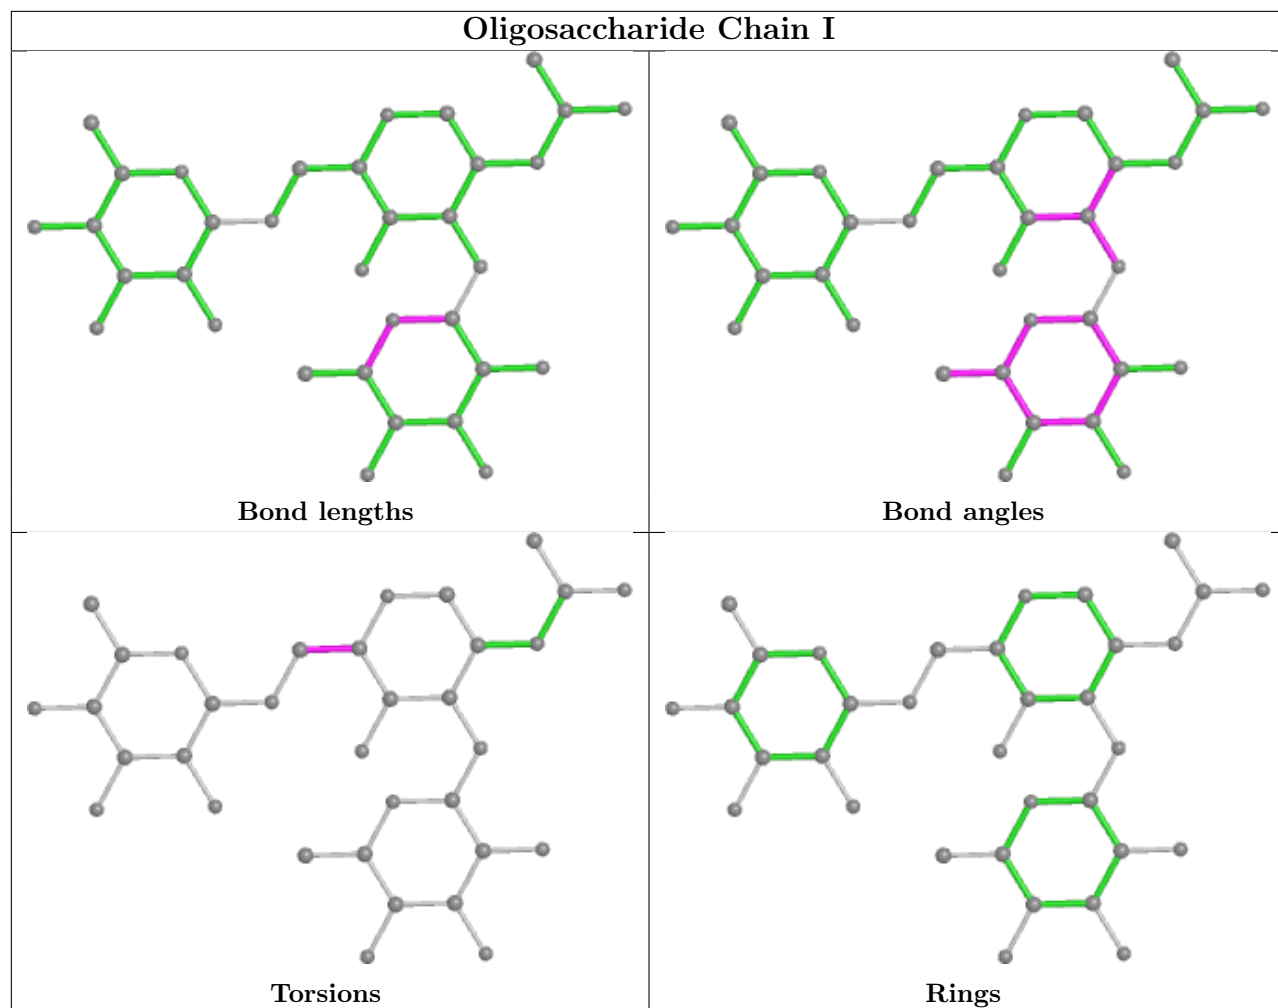 Oligosaccharide Chain I
Bond lengths
Bond angles
Torsions
Rings